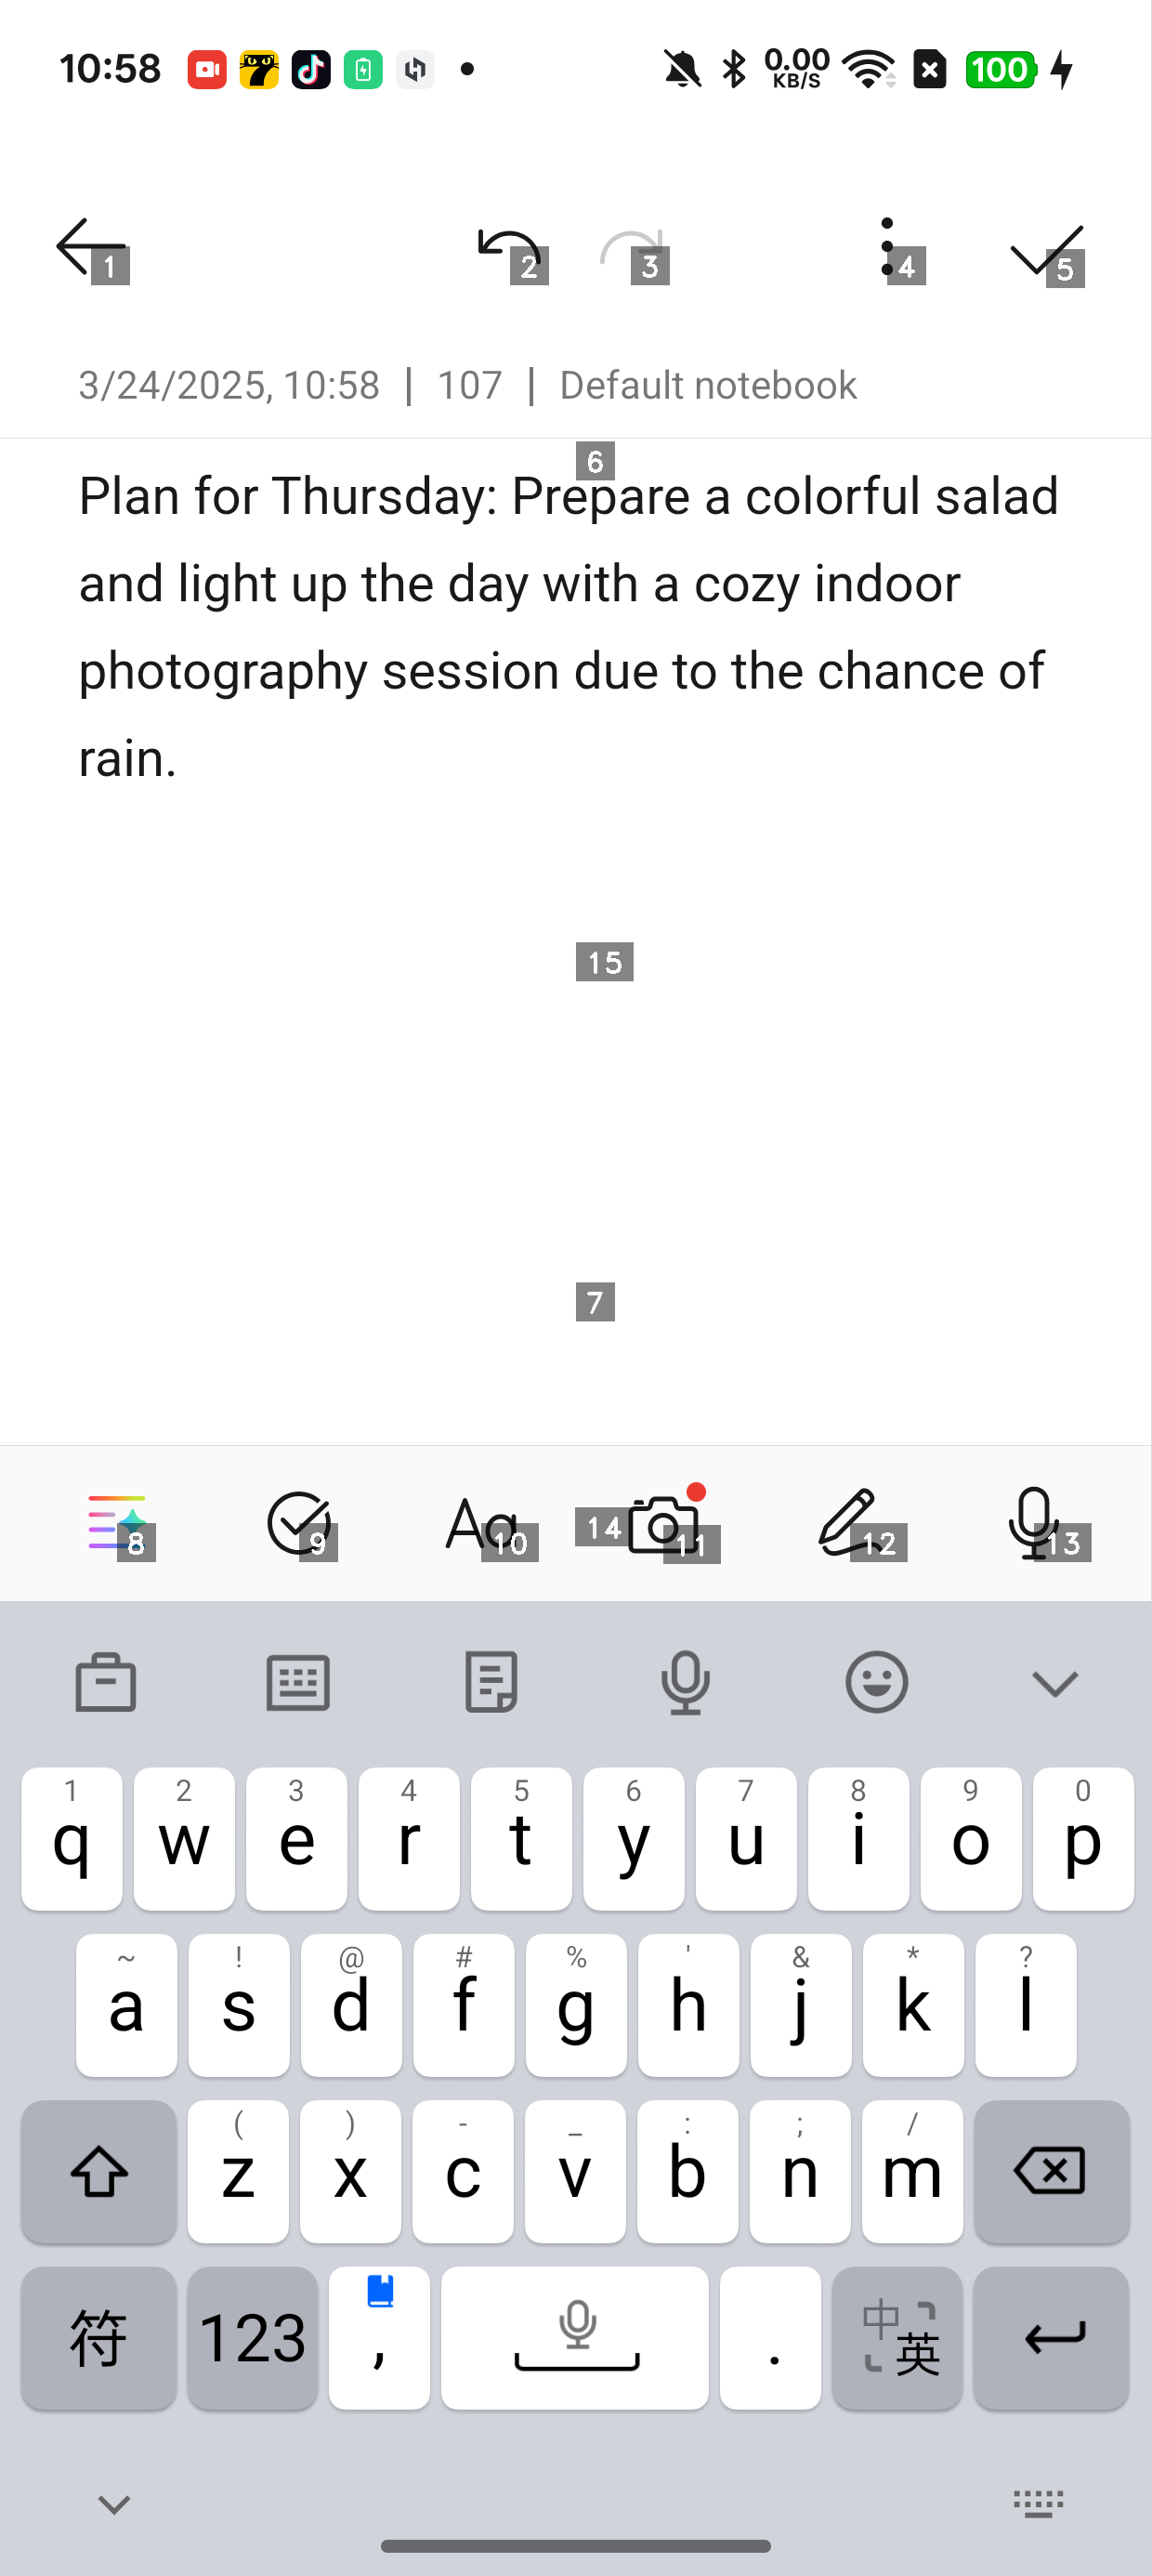 10:58 0.00 KB/S 100
1 2 3 4 5
3/24/2025, 10:58 | 107 | Default notebook
6
Plan for Thursday: Prepare a colorful salad
and light up the day with a cozy indoor
photography session due to the chance of
rain.
15
7
8 9 Aa 10 14 11 12 13
1 2 3 4 5 6 7 8 9 0
q w e r t y u i o p
~ ! @ # % ' & * ?
a s d f g h j k l
( ) - _ : ; /
z x c v b n m
符 123 , . 中 英